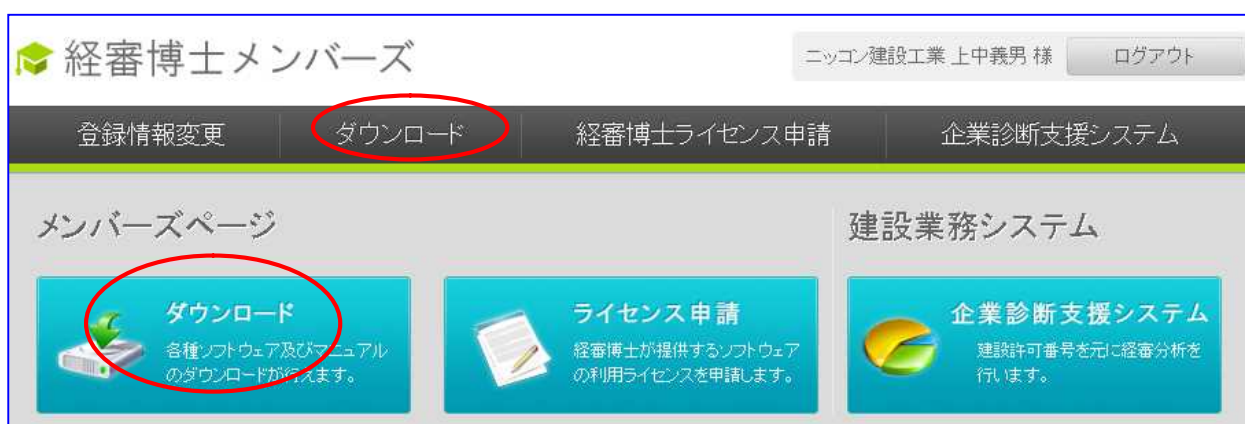 経審博士メンバーズ
ニッコン建設工業 上中義男 様
ログアウト
登録情報変更
ダウンロード
経審博士ライセンス申請
企業診断支援システム
メンバーズページ
建設業務システム
ダウンロード
各種ソフトウェア及びマニュアル
のダウンロードが行えます。
ライセンス申請
経審博士が提供するソフトウェア
の利用ライセンスを申請します。
企業診断支援システム
建設許可番号を元に経審分析を
行います。